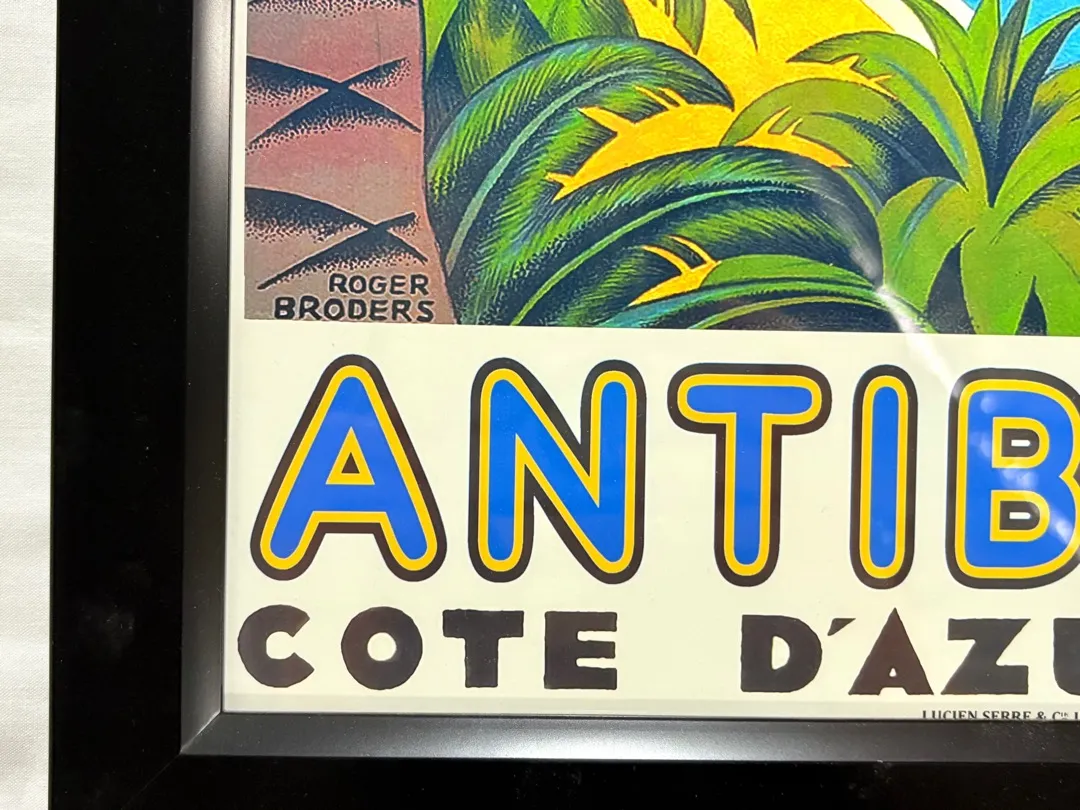 ROGER
BRODERS
ANTIB
COTE D'AZU
LUCIEN SERRE & Cie